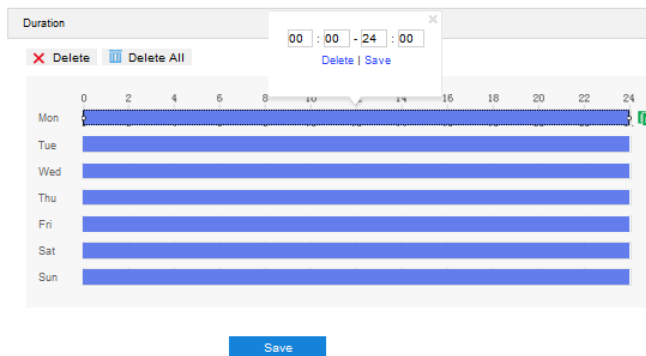 Duration
00 : 00 - 24 : 00
Delete | Save
Delete Delete All
0 2 4 6 8 10 12 14 16 18 20 22 24
Mon
Tue
Wed
Thu
Fri
Sat
Sun
Save